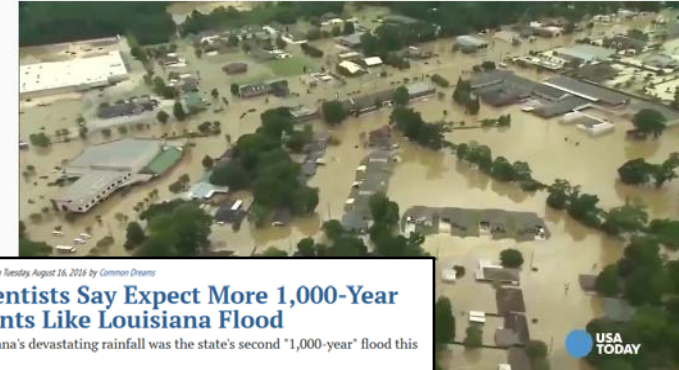 Tuesday, August 16, 2016 by Common Dreams
entists Say Expect More 1,000-Year
nts Like Louisiana Flood
ana's devastating rainfall was the state's second "1,000-year" flood this
USA
TODAY